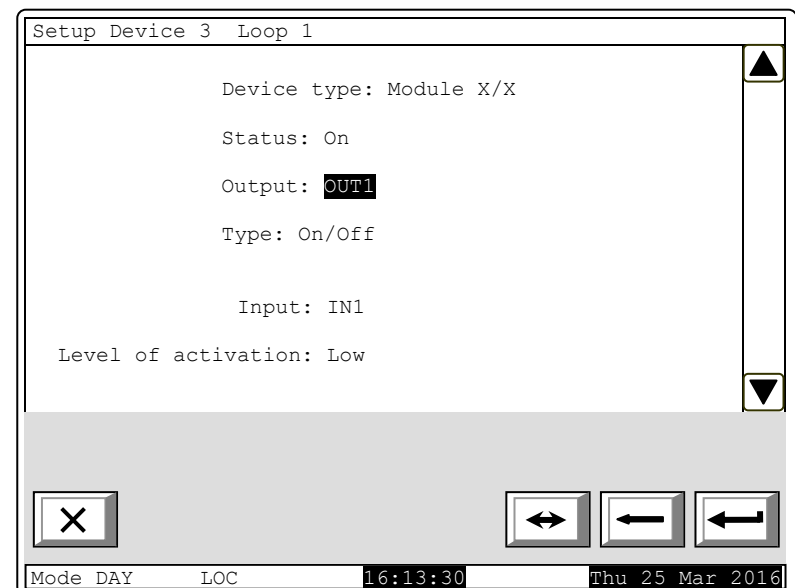 Setup Device 3 Loop 1
Device type: Module X/X
Status: On
Output: OUT1
Type: On/Off
Input: IN1
Level of activation: Low
Mode DAY LOC 16:13:30 Thu 25 Mar 2016